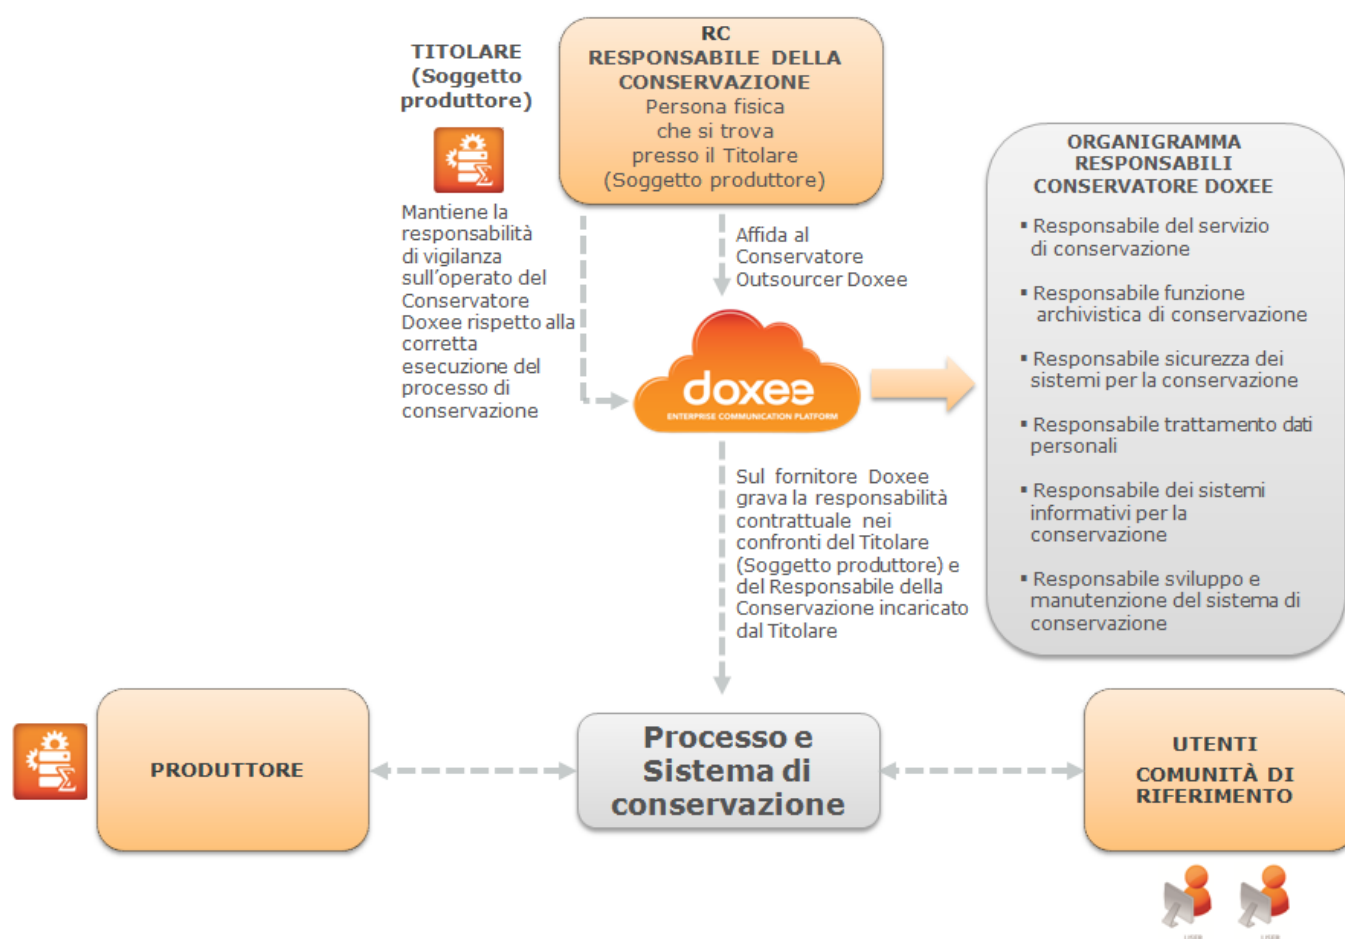 TITOLARE
(Soggetto
produttore)
Mantiene la
responsabilità
di vigilanza
sull'operato del
Conservatore
Doxee rispetto alla
corretta
esecuzione del
processo di
conservazione
RC
RESPONSABILE DELLA
CONSERVAZIONE
Persona fisica
che si trova
presso il Titolare
(Soggetto produttore)
Affida al
Conservatore
Outsourcer Doxee
doxee
ENTERPRISE COMMUNICATION PLATFORM
Sul fornitore Doxee
grava la responsabilità
contrattuale nei
confronti del Titolare
(Soggetto produttore) e
del Responsabile della
Conservazione incaricato
dal Titolare
ORGANIGRAMMA
RESPONSABILI
CONSERVATORE DOXEE
▪ Responsabile del servizio
di conservazione
▪ Responsabile funzione
archivistica di conservazione
▪ Responsabile sicurezza dei
sistemi per la conservazione
▪ Responsabile trattamento dati
personali
▪ Responsabile dei sistemi
informativi per la
conservazione
▪ Responsabile sviluppo e
manutenzione del sistema di
conservazione
PRODUTTORE
Processo e
Sistema di
conservazione
UTENTI
COMUNITÀ DI
RIFERIMENTO